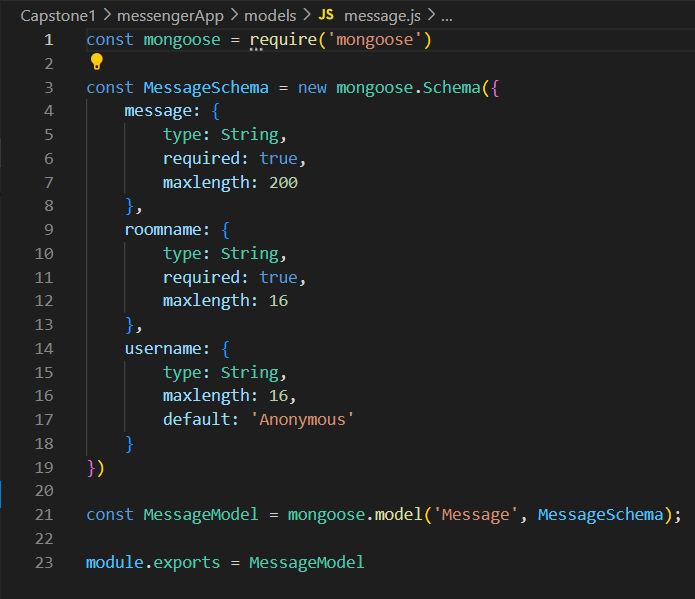 Capstone1 > messengerApp > models > JS message.js > ...
1 const mongoose = require('mongoose')
2
3 const MessageSchema = new mongoose.Schema({
4     message: {
5         type: String,
6         required: true,
7         maxlength: 200
8     },
9     roomname: {
10         type: String,
11         required: true,
12         maxlength: 16
13     },
14     username: {
15         type: String,
16         maxlength: 16,
17         default: 'Anonymous'
18     }
19 })
20
21 const MessageModel = mongoose.model('Message', MessageSchema);
22
23 module.exports = MessageModel